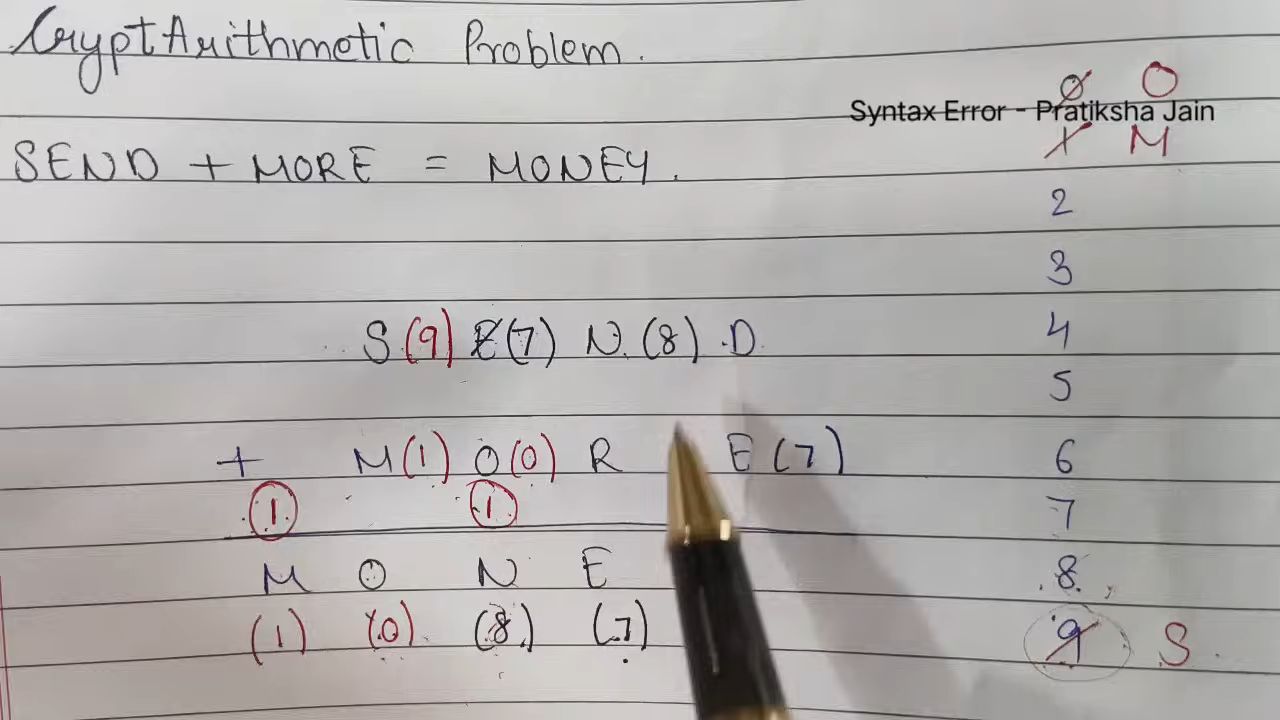 CryptArithmetic Problem.
0 O
Syntax Error - Pratiksha Jain
1 M
SEND + MORE = MONEY.
2
3
S (9) E (7) N (8) D
4
5
+ M (1) O (0) R E (7)
6
1 1
7
M O N E
8
(1) (0) (8) (7)
9 S